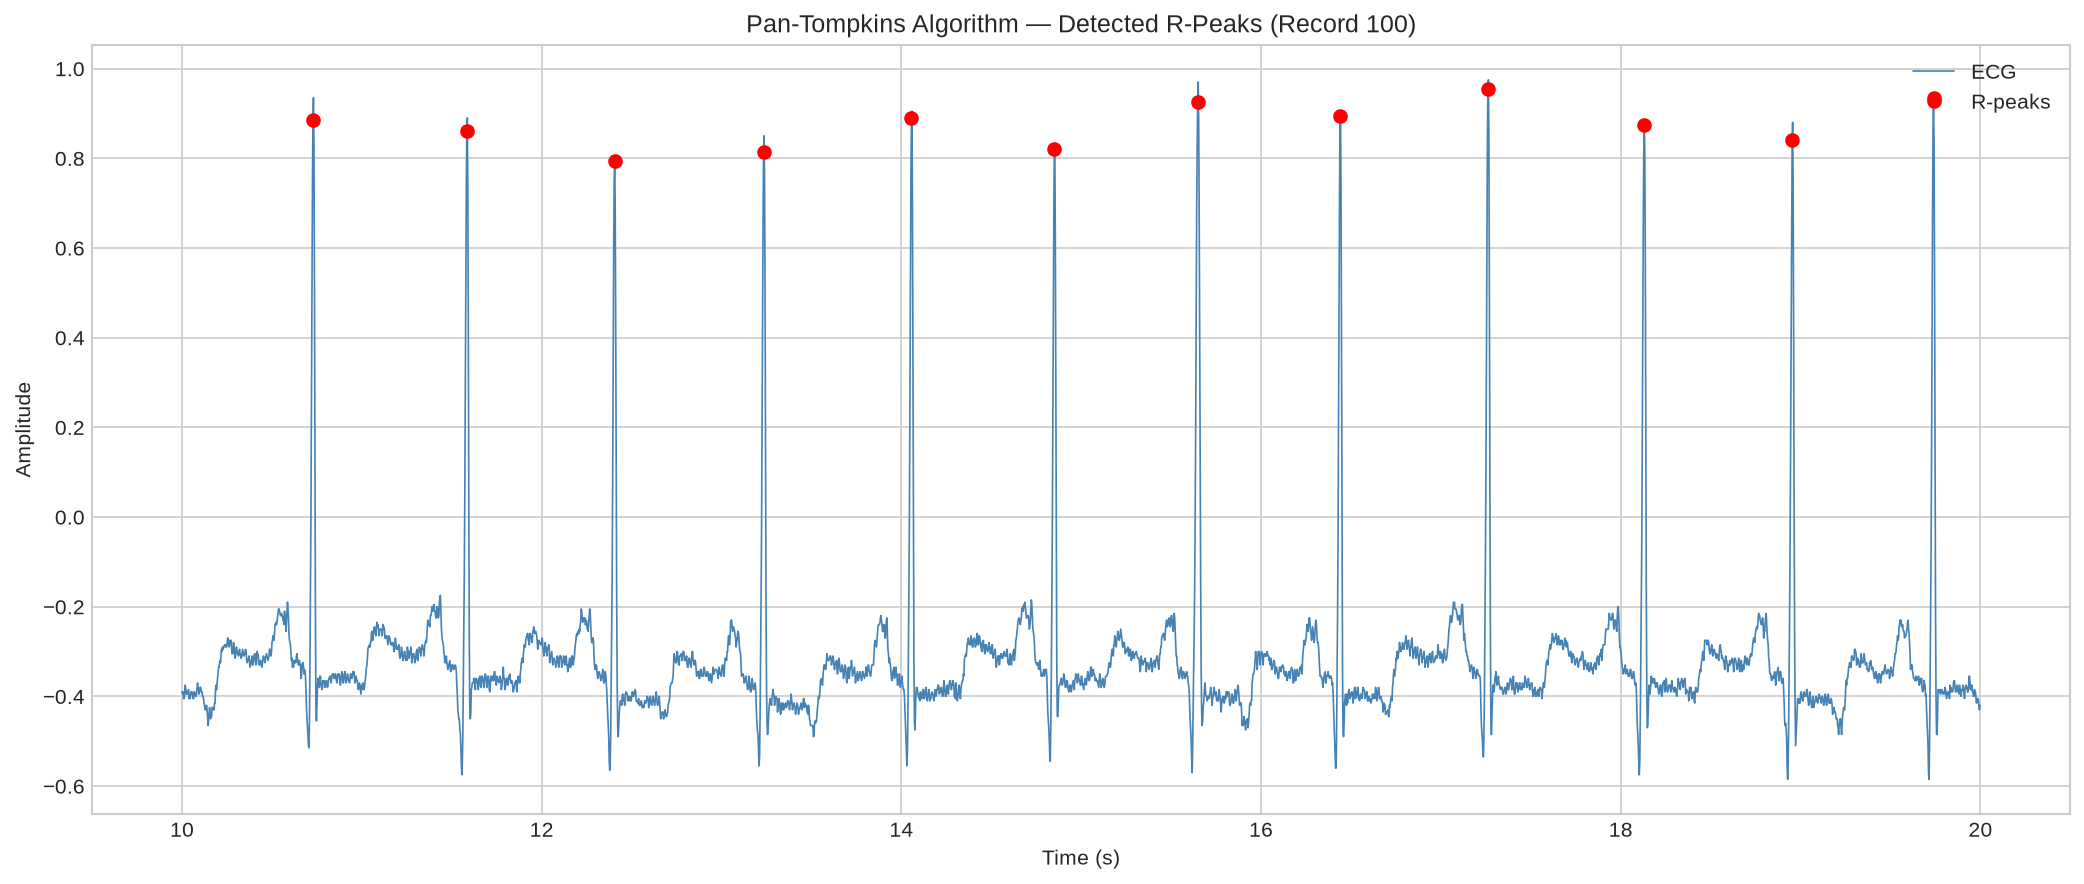 Pan-Tompkins Algorithm — Detected R-Peaks (Record 100)
ECG
R-peaks
Amplitude
1.0
0.8
0.6
0.4
0.2
0.0
−0.2
−0.4
−0.6
10 12 14 16 18 20
Time (s)